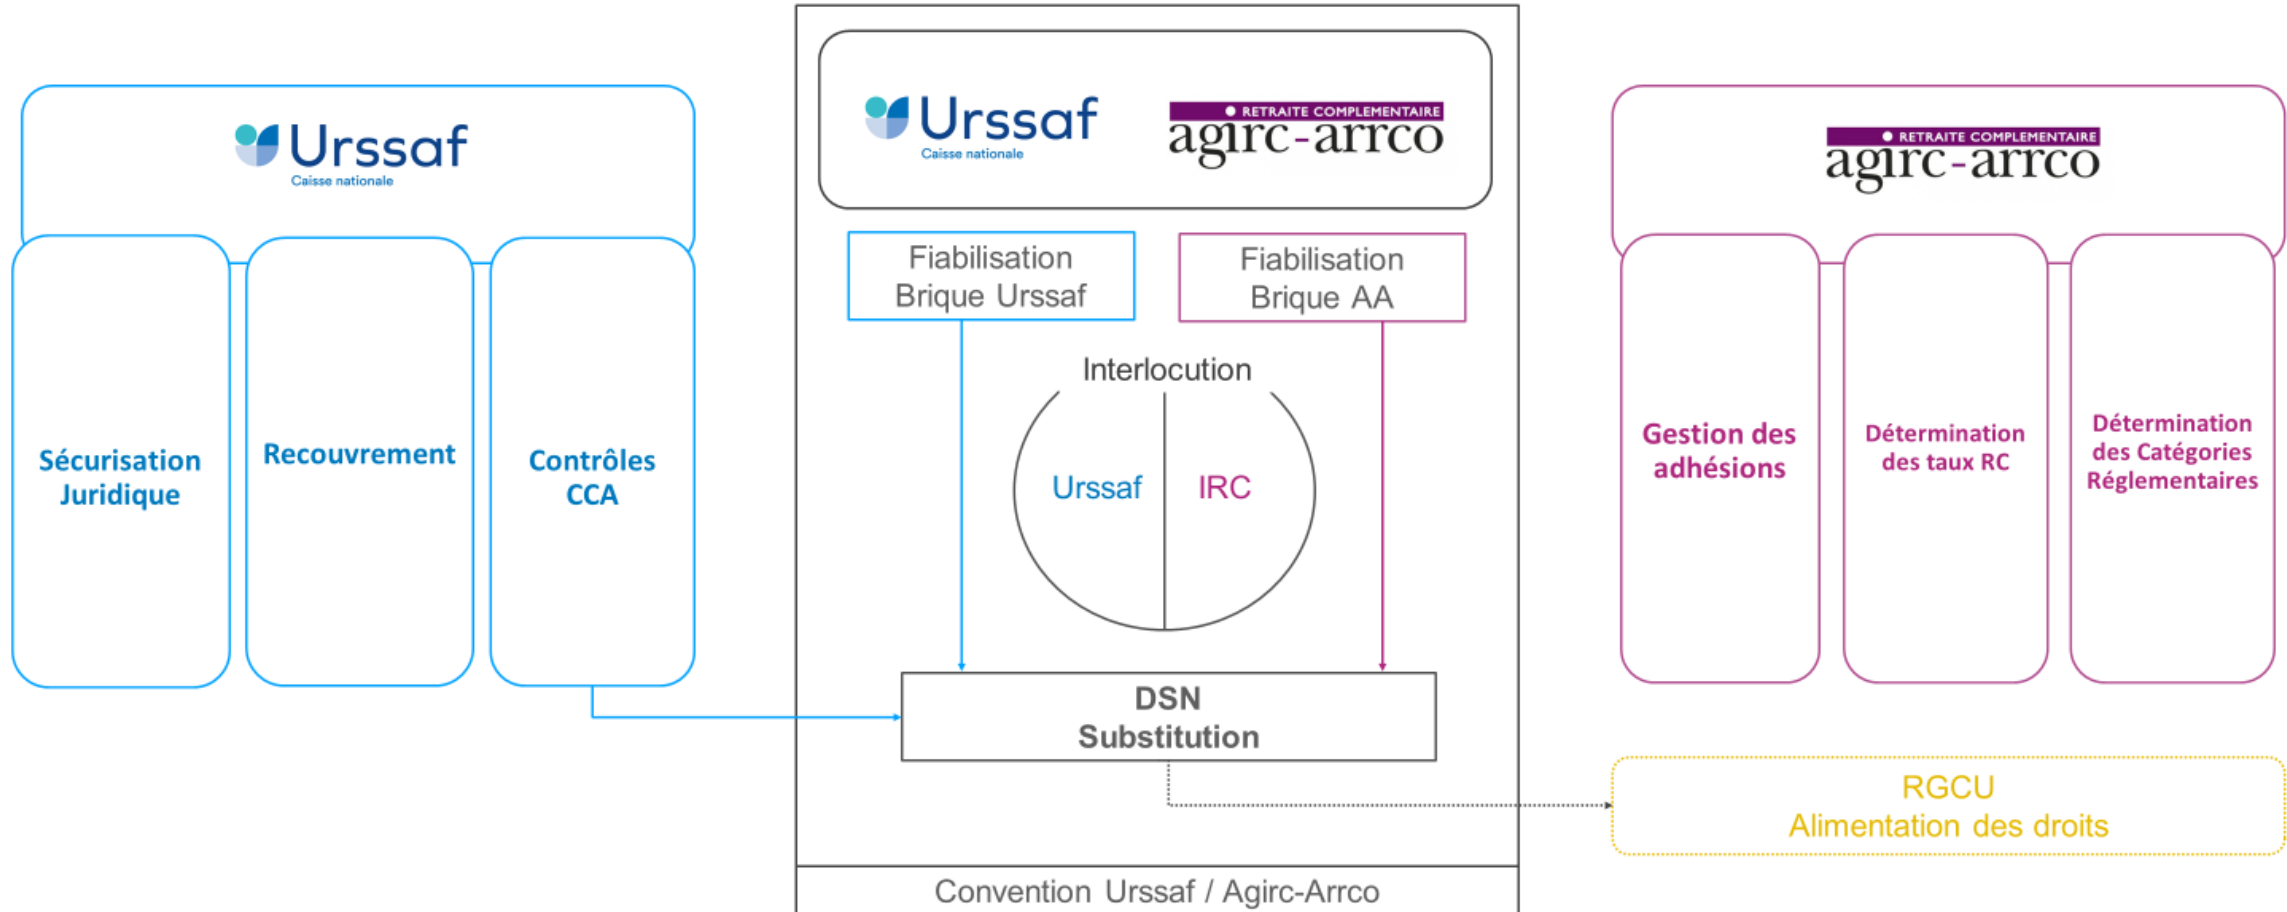 Urssaf
Caisse nationale
Sécurisation
Juridique
Recouvrement
Contrôles
CCA
Urssaf
Caisse nationale
RETRAITE COMPLEMENTAIRE
agirc-arrco
Fiabilisation
Brique Urssaf
Fiabilisation
Brique AA
Interlocution
Urssaf
IRC
DSN
Substitution
Convention Urssaf / Agirc-Arrco
RETRAITE COMPLEMENTAIRE
agirc-arrco
Gestion des
adhésions
Détermination
des taux RC
Détermination
des Catégories
Réglementaires
RGCU
Alimentation des droits